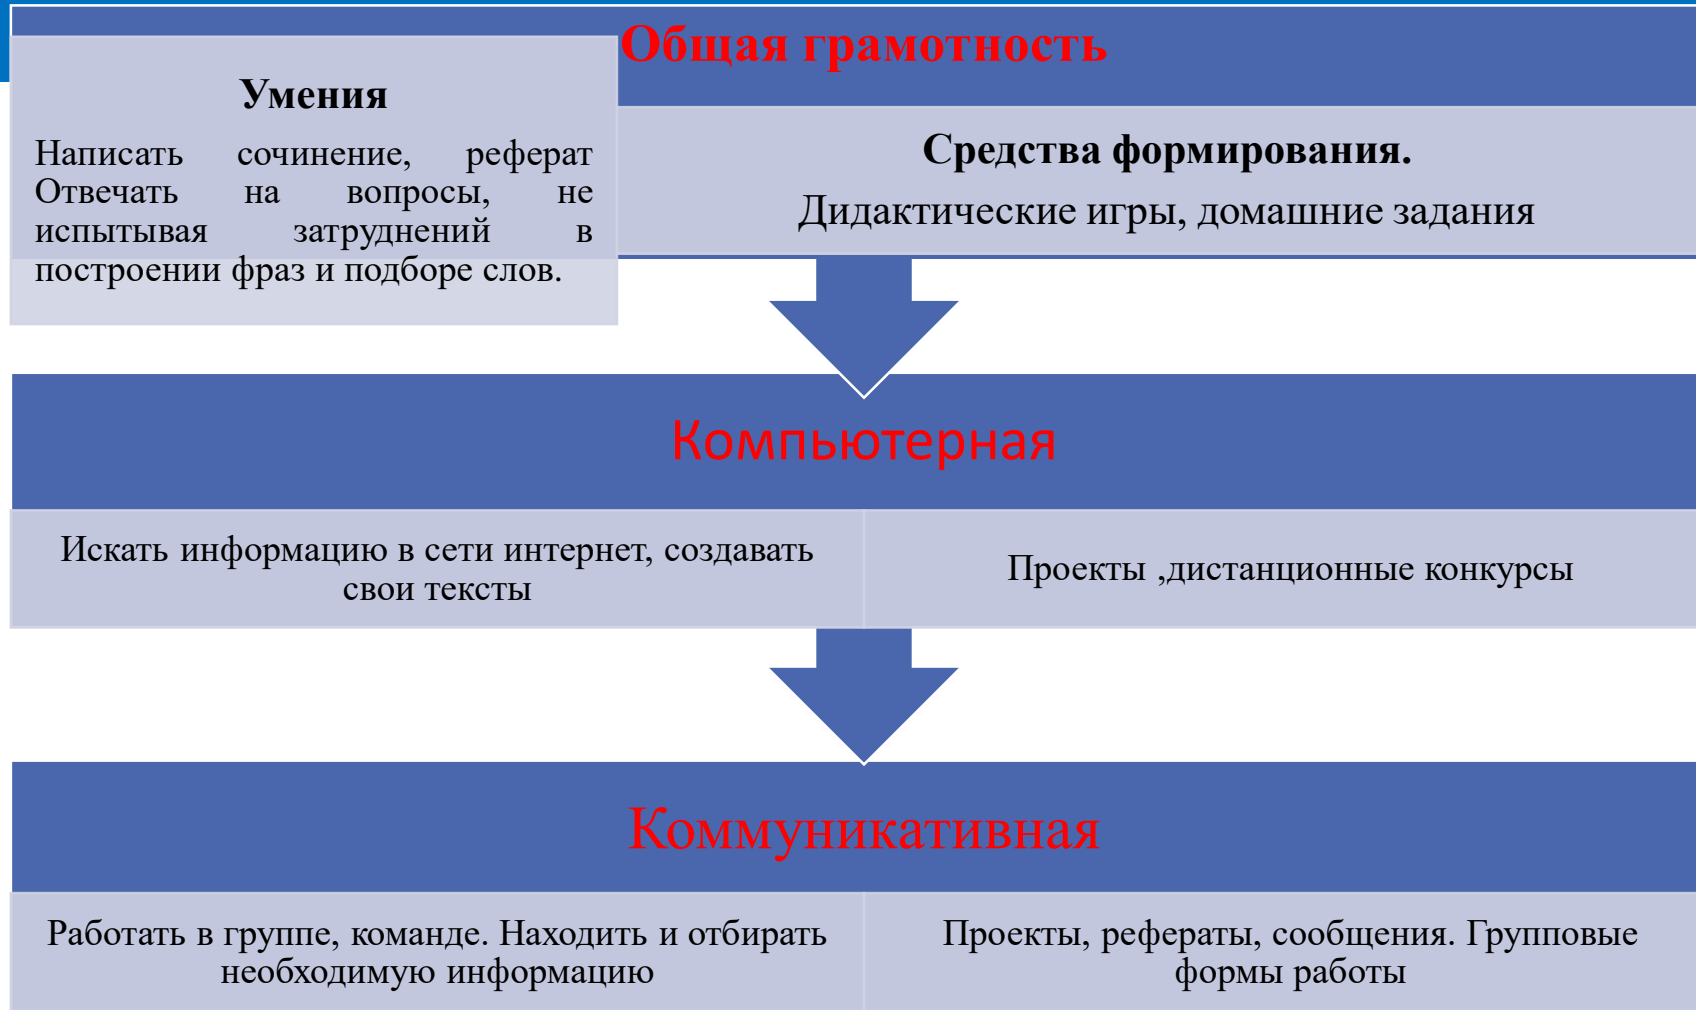 Общая грамотность
Умения
Написать сочинение, реферат
Отвечать на вопросы, не
испытывая затруднений в
построении фраз и подборе слов.
Средства формирования.
Дидактические игры, домашние задания
Компьютерная
Искать информацию в сети интернет, создавать
свои тексты
Проекты ,дистанционные конкурсы
Коммуникативная
Работать в группе, команде. Находить и отбирать
необходимую информацию
Проекты, рефераты, сообщения. Групповые
формы работы